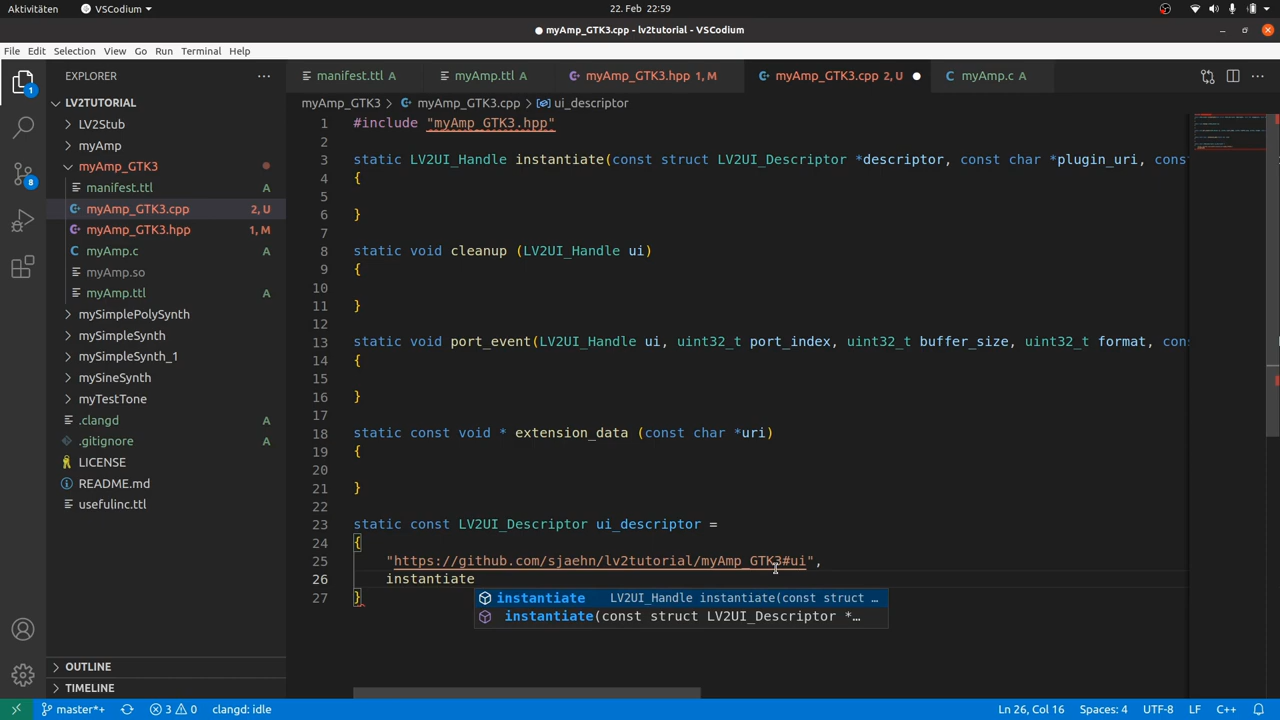 Aktivitäten VSCodium 22. Feb 22:59
● myAmp_GTK3.cpp - lv2tutorial - VSCodium
File Edit Selection View Go Run Terminal Help
EXPLORER
manifest.ttl A myAmp.ttl A myAmp_GTK3.hpp 1, M myAmp_GTK3.cpp 2, U myAmp.c A
LV2TUTORIAL
LV2Stub
myAmp
myAmp_GTK3
manifest.ttl A
myAmp_GTK3.cpp 2, U
myAmp_GTK3.hpp 1, M
myAmp.c A
myAmp.so
myAmp.ttl A
mySimplePolySynth
mySimpleSynth
mySimpleSynth_1
mySineSynth
myTestTone
.clangd A
.gitignore A
LICENSE
README.md
usefulinc.ttl
OUTLINE
TIMELINE
1
8
myAmp_GTK3 > myAmp_GTK3.cpp > ui_descriptor
1 #include "myAmp_GTK3.hpp"
2
3 static LV2UI_Handle instantiate(const struct LV2UI_Descriptor *descriptor, const char *plugin_uri, cons
4 {
5
6 }
7
8 static void cleanup (LV2UI_Handle ui)
9 {
10
11 }
12
13 static void port_event(LV2UI_Handle ui, uint32_t port_index, uint32_t buffer_size, uint32_t format, cons
14 {
15
16 }
17
18 static const void * extension_data (const char *uri)
19 {
20
21 }
22
23 static const LV2UI_Descriptor ui_descriptor =
24 {
25 "https://github.com/sjaehn/lv2tutorial/myAmp_GTK3#ui",
26 instantiate
27 }
instantiate LV2UI_Handle instantiate(const struct …
instantiate(const struct LV2UI_Descriptor *…
master*+ 3 0 clangd: idle Ln 26, Col 16 Spaces: 4 UTF-8 LF C++